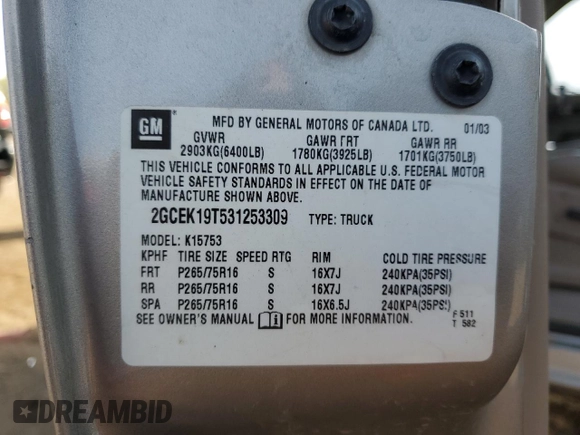 GM
MFD BY GENERAL MOTORS OF CANADA LTD. 01/03
GVWR GAWR FRT GAWR RR
2903KG(6400LB) 1780KG(3925LB) 1701KG(3750LB)
THIS VEHICLE CONFORMS TO ALL APPLICABLE U.S. FEDERAL MOTOR
VEHICLE SAFETY STANDARDS IN EFFECT ON THE DATE OF
MANUFACTURE SHOWN ABOVE.
2GCEK19T531253309 TYPE: TRUCK
MODEL: K15753
KPHF TIRE SIZE SPEED RTG RIM COLD TIRE PRESSURE
FRT P265/75R16 S 16X7J 240KPA(35PSI)
RR P265/75R16 S 16X7J 240KPA(35PSI)
SPA P265/75R16 S 16X6.5J 240KPA(35PSI)
SEE OWNER'S MANUAL FOR MORE INFORMATION. F 511
T 582
DREAMBID